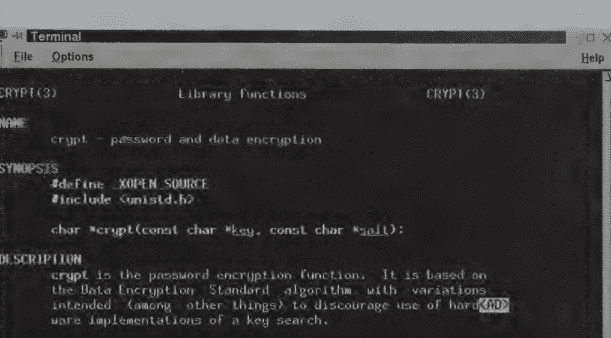 Terminal
File Options Help
CRYPT(3) Library functions CRYPT(3)
NAME
crypt - password and data encryption
SYNOPSIS
#define _XOPEN_SOURCE
#include <unistd.h>
char *crypt(const char *key, const char *salt);
DESCRIPTION
crypt is the password encryption function. It is based on
the Data Encryption Standard algorithm with variations
intended (among other things) to discourage use of hard<AD>
ware implementations of a key search.